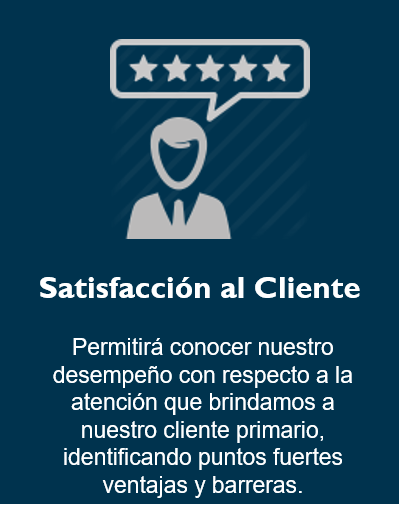 Satisfacción al Cliente
Permitirá conocer nuestro
desempeño con respecto a la
atención que brindamos a
nuestro cliente primario,
identificando puntos fuertes
ventajas y barreras.